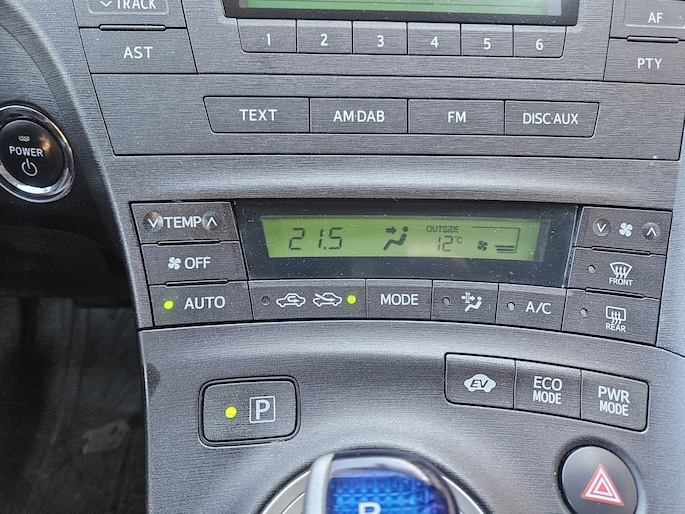 TRACK
AF
AST
1 2 3 4 5 6
PTY
TEXT AM·DAB FM DISC·AUX
POWER
TEMP
21.5 OUTSIDE 12°C
OFF
FRONT
AUTO MODE A/C
REAR
EV ECO MODE PWR MODE
P